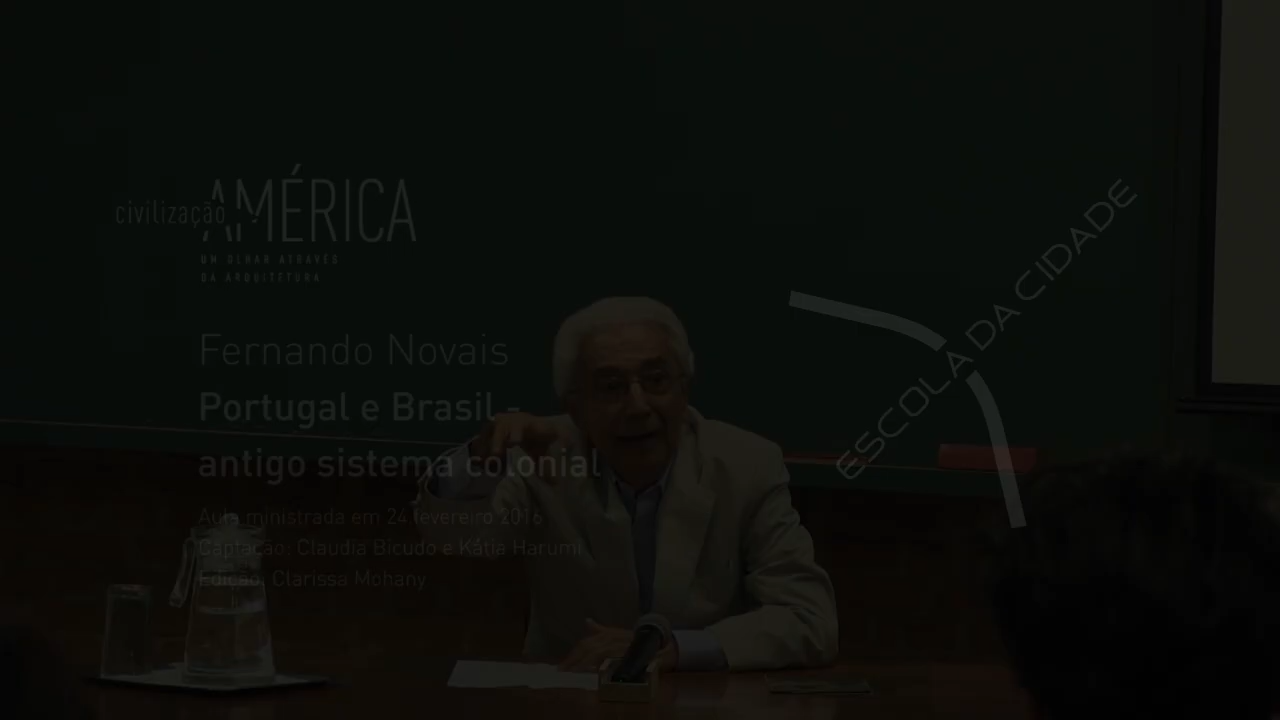 civilização AMÉRICA
UM OLHAR ATRAVÉS
DA ARQUITETURA
Fernando Novais
Portugal e Brasil -
antigo sistema colonial
Aula ministrada em 24 fevereiro 2016
Captação: Claudia Bicudo e Kátia Harumi
Edição: Clarissa Mohany
ESCOLA DA CIDADE